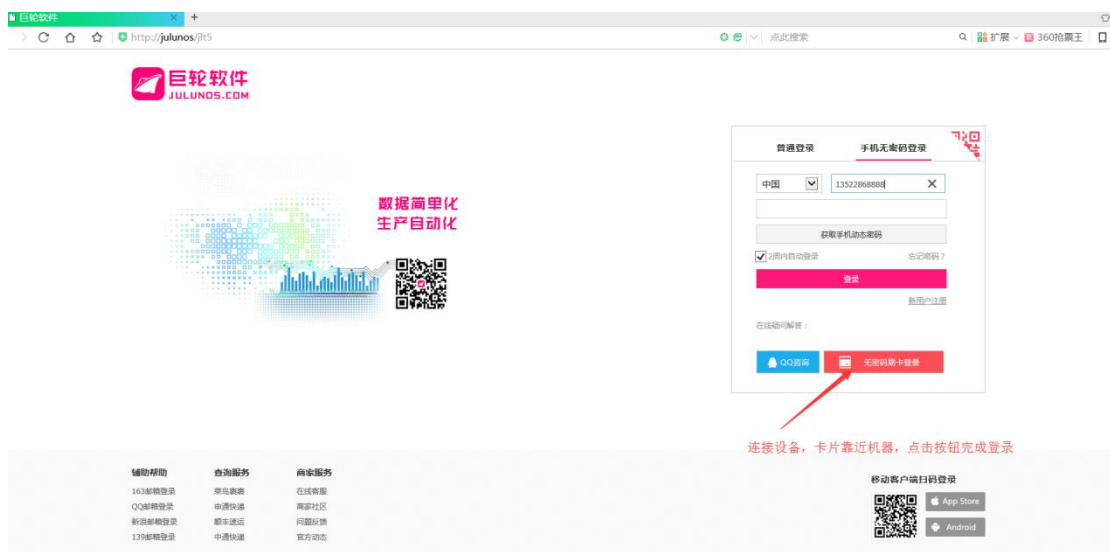 巨轮软件
http://julunos/jlt5
点此搜索
扩展
360抢票王
巨轮软件
JULUNOS.COM
数据简单化
生产自动化
普通登录
手机无密码登录
中国
13522868888
获取手机动态密码
2周内自动登录
忘记密码？
登录
新用户注册
在线疑问解答：
QQ咨询
无密码刷卡登录
连接设备，卡片靠近机器，点击按钮完成登录
辅助帮助
查询服务
商家服务
163邮箱登录
菜鸟裹裹
在线客服
QQ邮箱登录
申通快递
商家社区
新浪邮箱登录
顺丰速运
问题反馈
139邮箱登录
中通快递
官方动态
移动客户端扫码登录
App Store
Android